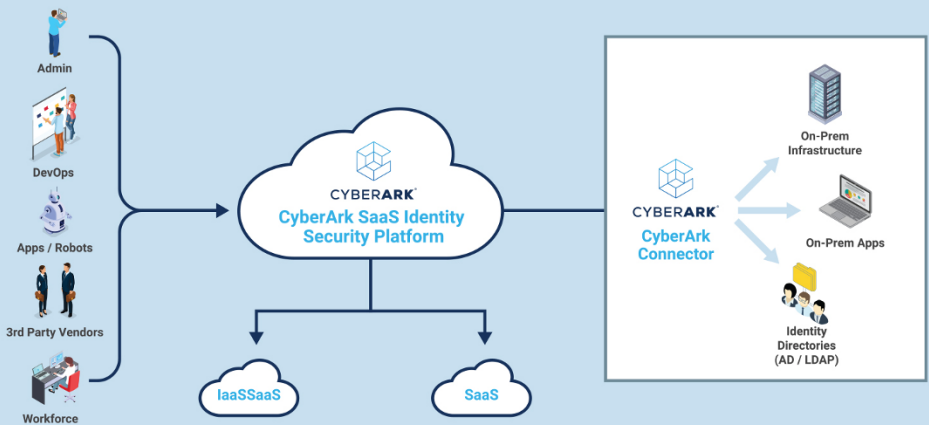 Admin
DevOps
Apps / Robots
3rd Party Vendors
Workforce
CYBERARK®
CyberArk SaaS Identity
Security Platform
IaaSSaaS
SaaS
CYBERARK®
CyberArk
Connector
On-Prem
Infrastructure
On-Prem Apps
Identity
Directories
(AD / LDAP)